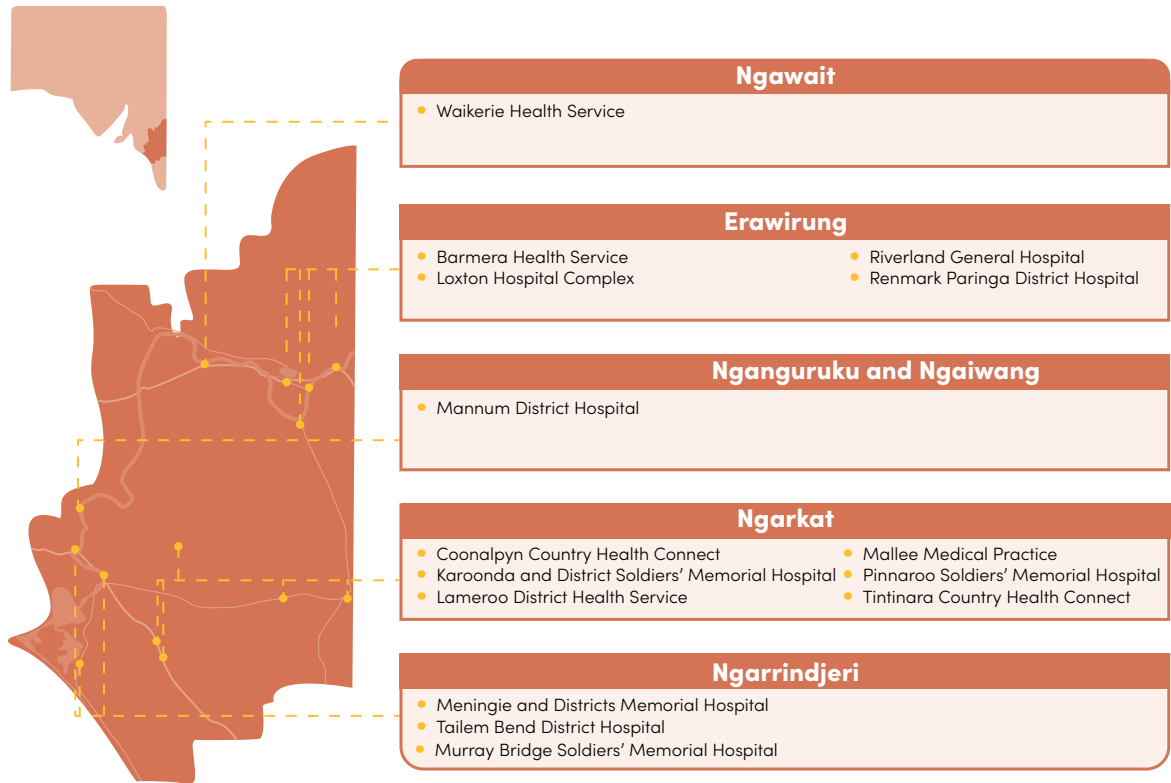 Ngawait
Waikerie Health Service
Erawirung
Barmera Health Service
Loxton Hospital Complex
Riverland General Hospital
Renmark Paringa District Hospital
Nganguruku and Ngaiwang
Mannum District Hospital
Ngarkat
Coonalpyn Country Health Connect
Karoonda and District Soldiers’ Memorial Hospital
Lameroo District Health Service
Mallee Medical Practice
Pinnaroo Soldiers’ Memorial Hospital
Tintinara Country Health Connect
Ngarrindjeri
Meningie and Districts Memorial Hospital
Tailem Bend District Hospital
Murray Bridge Soldiers’ Memorial Hospital